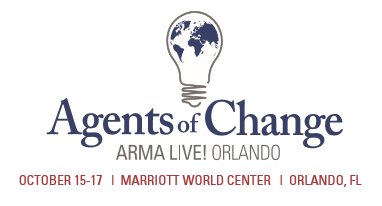 Agents of Change
ARMA LIVE! ORLANDO
OCTOBER 15-17 | MARRIOTT WORLD CENTER | ORLANDO, FL